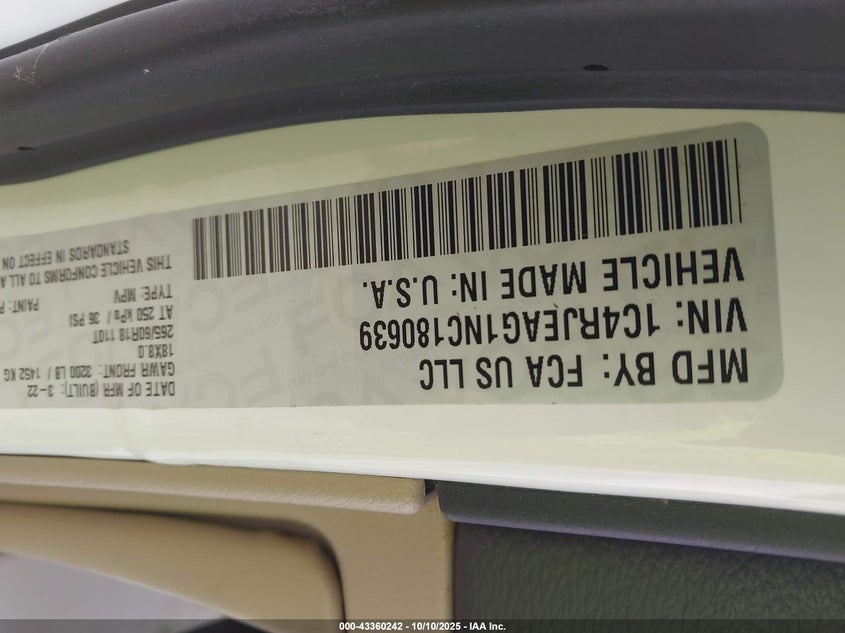 MFD BY: FCA US LLC
VIN: 1C4RJEAG1NC180639
VEHICLE MADE IN: U.S.A.
DATE OF MFR (BUILT): 3-22
GAWR FRONT: 3200 LB / 1452 KG
18X8.0
265/60R18 110T
AT 250 kPa / 36 PSI
TYPE: MPV PAINT: P
THIS VEHICLE CONFORMS TO ALL A
STANDARDS IN EFFECT ON
000-43360242 - 10/10/2025 - IAA Inc.